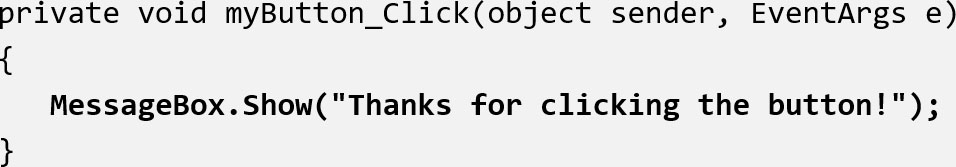 private void myButton_Click(object sender, EventArgs e)
{
   MessageBox.Show("Thanks for clicking the button!");
}